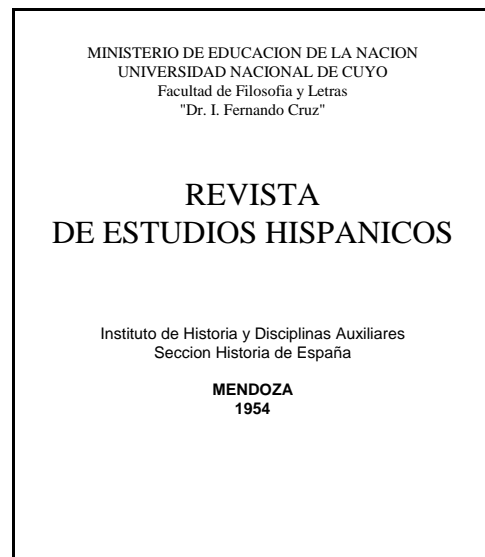 MINISTERIO DE EDUCACION DE LA NACION
UNIVERSIDAD NACIONAL DE CUYO
Facultad de Filosofia y Letras
"Dr. I. Fernando Cruz"
REVISTA
DE ESTUDIOS HISPANICOS
Instituto de Historia y Disciplinas Auxiliares
Seccion Historia de España
MENDOZA
1954